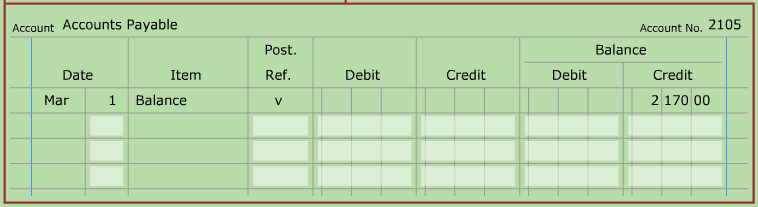 Account Accounts Payable Account No. 2105
Post. Balance
Date Item Ref. Debit Credit Debit Credit
Mar 1 Balance v 2 170 00